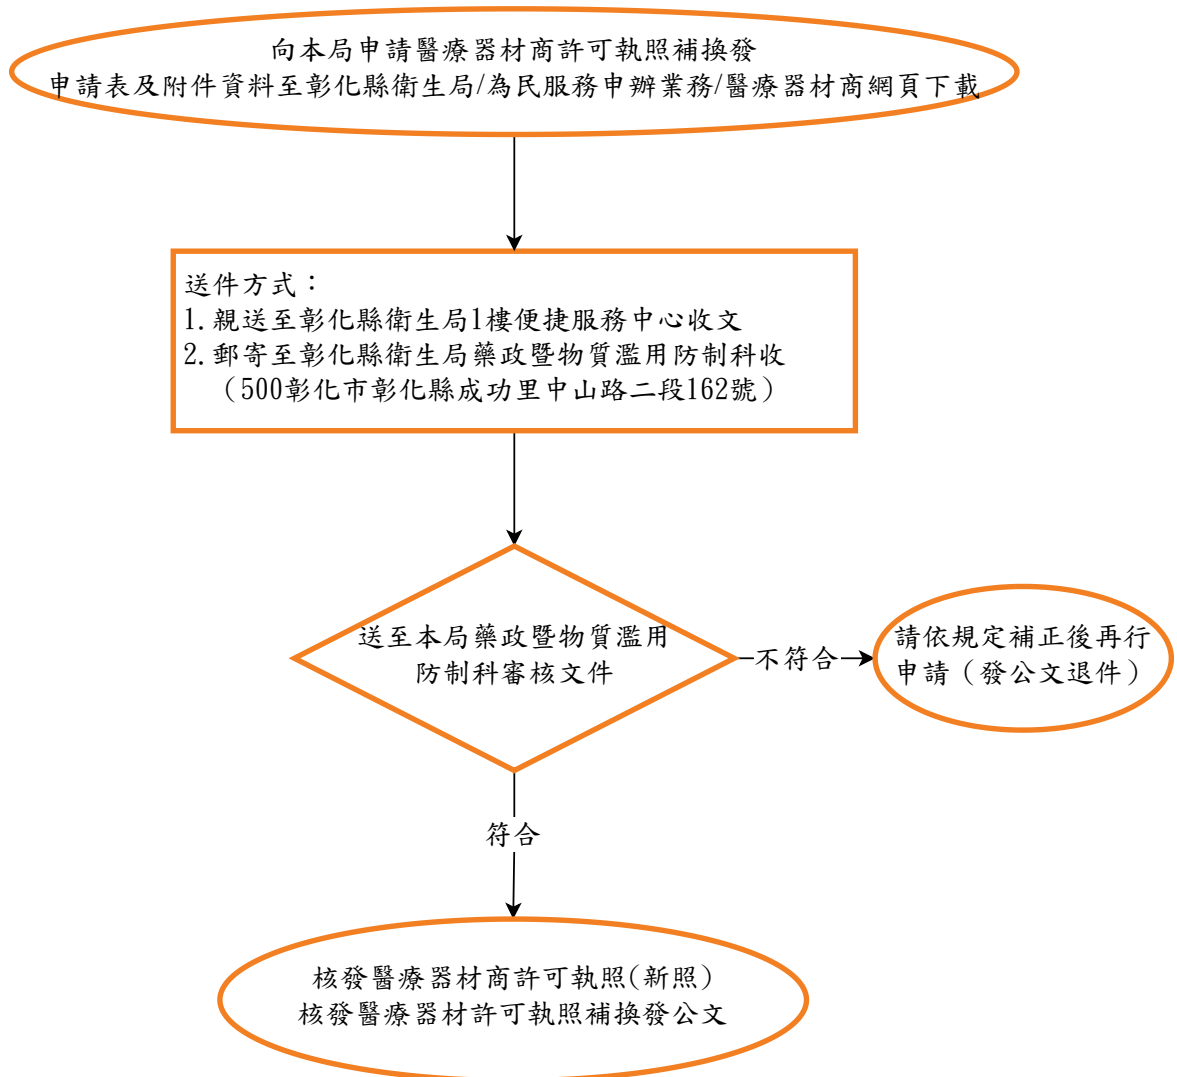 向本局申請醫療器材商許可執照補換發
申請表及附件資料至彰化縣衛生局/為民服務申辦業務/醫療器材商網頁下載
送件方式：
1.親送至彰化縣衛生局1樓便捷服務中心收文
2.郵寄至彰化縣衛生局藥政暨物質濫用防制科收
（500彰化市彰化縣成功里中山路二段162號）
送至本局藥政暨物質濫用
防制科審核文件
不符合
請依規定補正後再行
申請（發公文退件）
符合
核發醫療器材商許可執照(新照)
核發醫療器材許可執照補換發公文